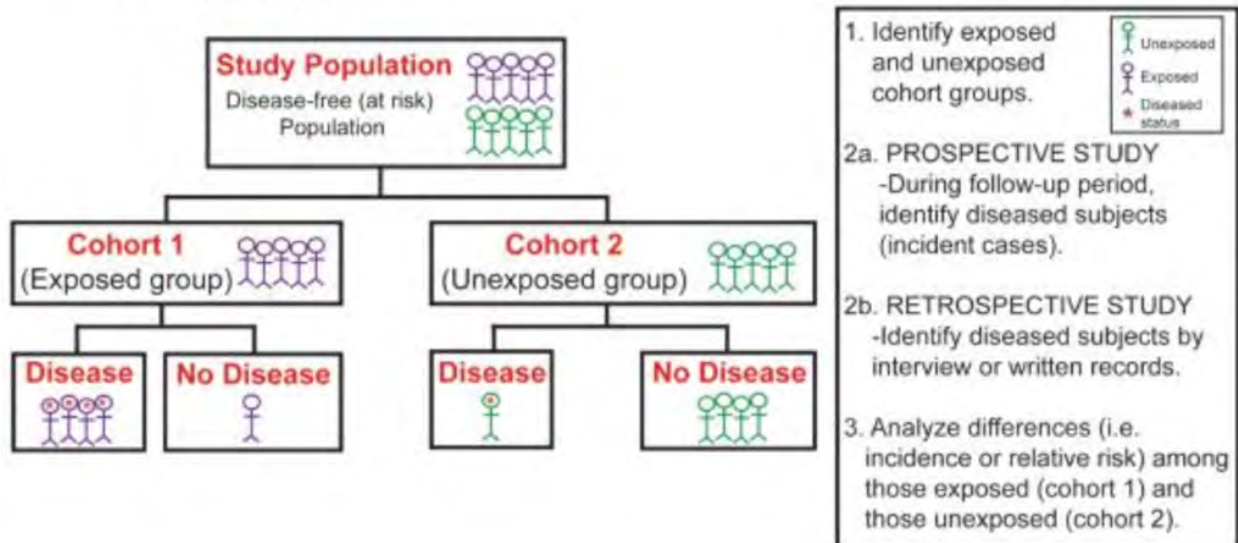 Study Population
Disease-free (at risk)
Population
Cohort 1
(Exposed group)
Cohort 2
(Unexposed group)
Disease
No Disease
Disease
No Disease
1. Identify exposed
and unexposed
cohort groups.
Unexposed
Exposed
* Diseased
status
2a. PROSPECTIVE STUDY
-During follow-up period,
identify diseased subjects
(incident cases).
2b. RETROSPECTIVE STUDY
-Identify diseased subjects by
interview or written records.
3. Analyze differences (i.e.
incidence or relative risk) among
those exposed (cohort 1) and
those unexposed (cohort 2).